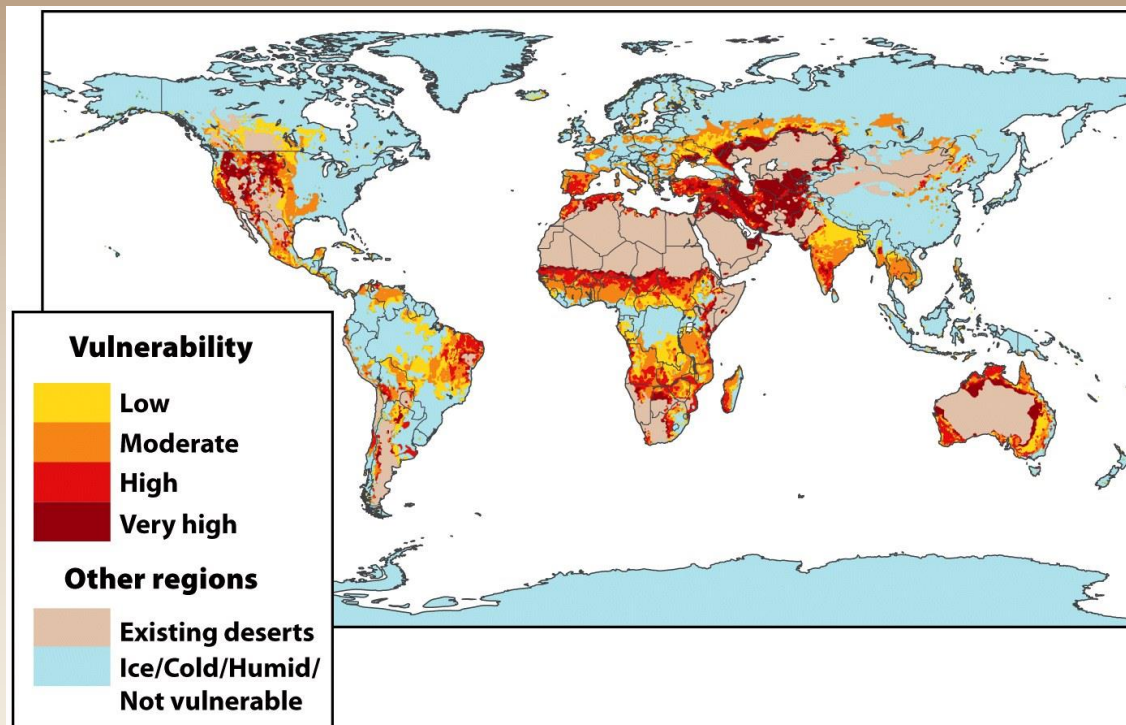 Vulnerability
Low
Moderate
High
Very high
Other regions
Existing deserts
Ice/Cold/Humid/
Not vulnerable